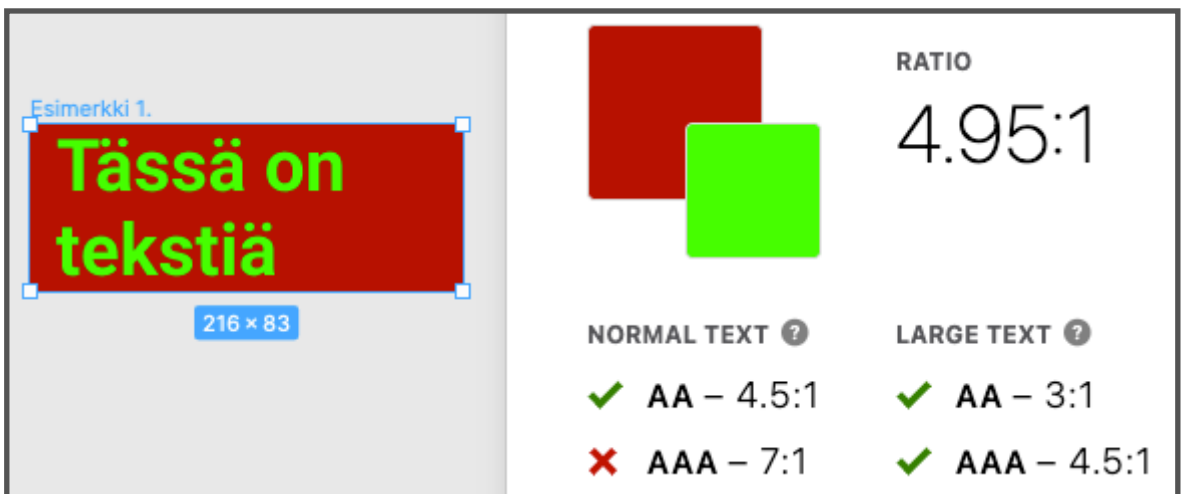 Esimerkki 1.
Tässä on
tekstiä
216 × 83
RATIO
4.95:1
NORMAL TEXT ?
AA – 4.5:1
AAA – 7:1
LARGE TEXT ?
AA – 3:1
AAA – 4.5:1